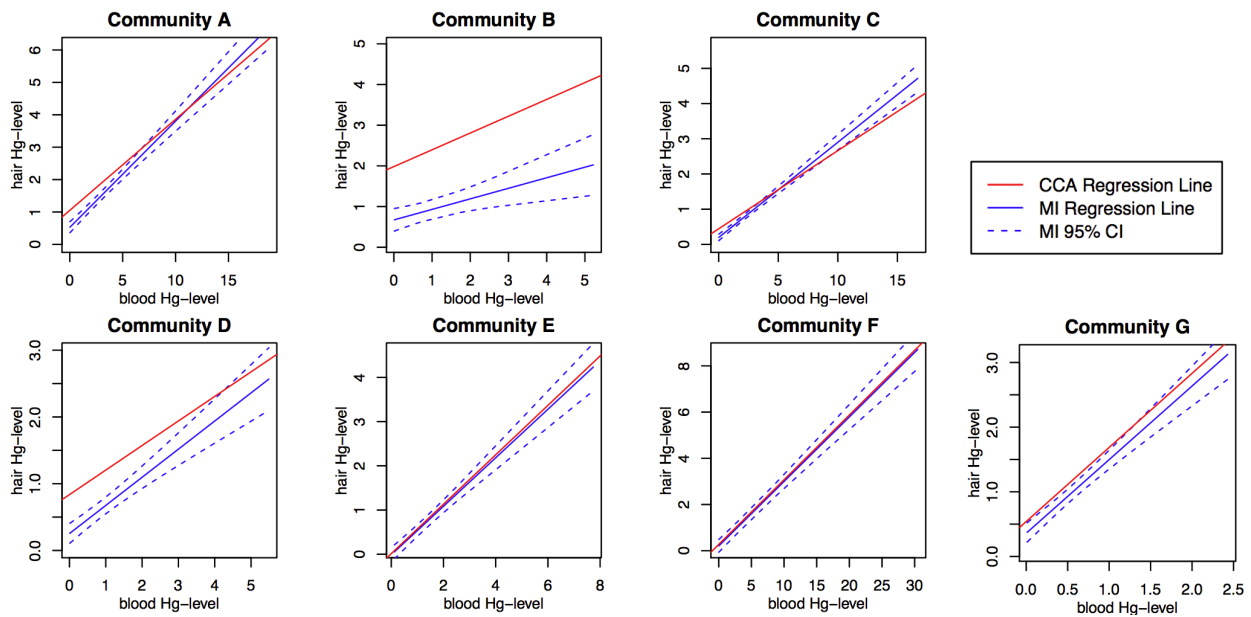 Community A
Community B
Community C
hair Hg-level
0 1 2 3 4 5 6
0 5 10 15
blood Hg-level
hair Hg-level
0 1 2 3 4 5
0 1 2 3 4 5
blood Hg-level
hair Hg-level
0 1 2 3 4 5
0 5 10 15
blood Hg-level
CCA Regression Line
MI Regression Line
MI 95% CI
Community D
Community E
Community F
Community G
hair Hg-level
0.0 1.0 2.0 3.0
0 1 2 3 4 5
blood Hg-level
hair Hg-level
0 1 2 3 4
0 2 4 6 8
blood Hg-level
hair Hg-level
0 2 4 6 8
0 5 10 15 20 25 30
blood Hg-level
hair Hg-level
0.0 1.0 2.0 3.0
0.0 0.5 1.0 1.5 2.0 2.5
blood Hg-level